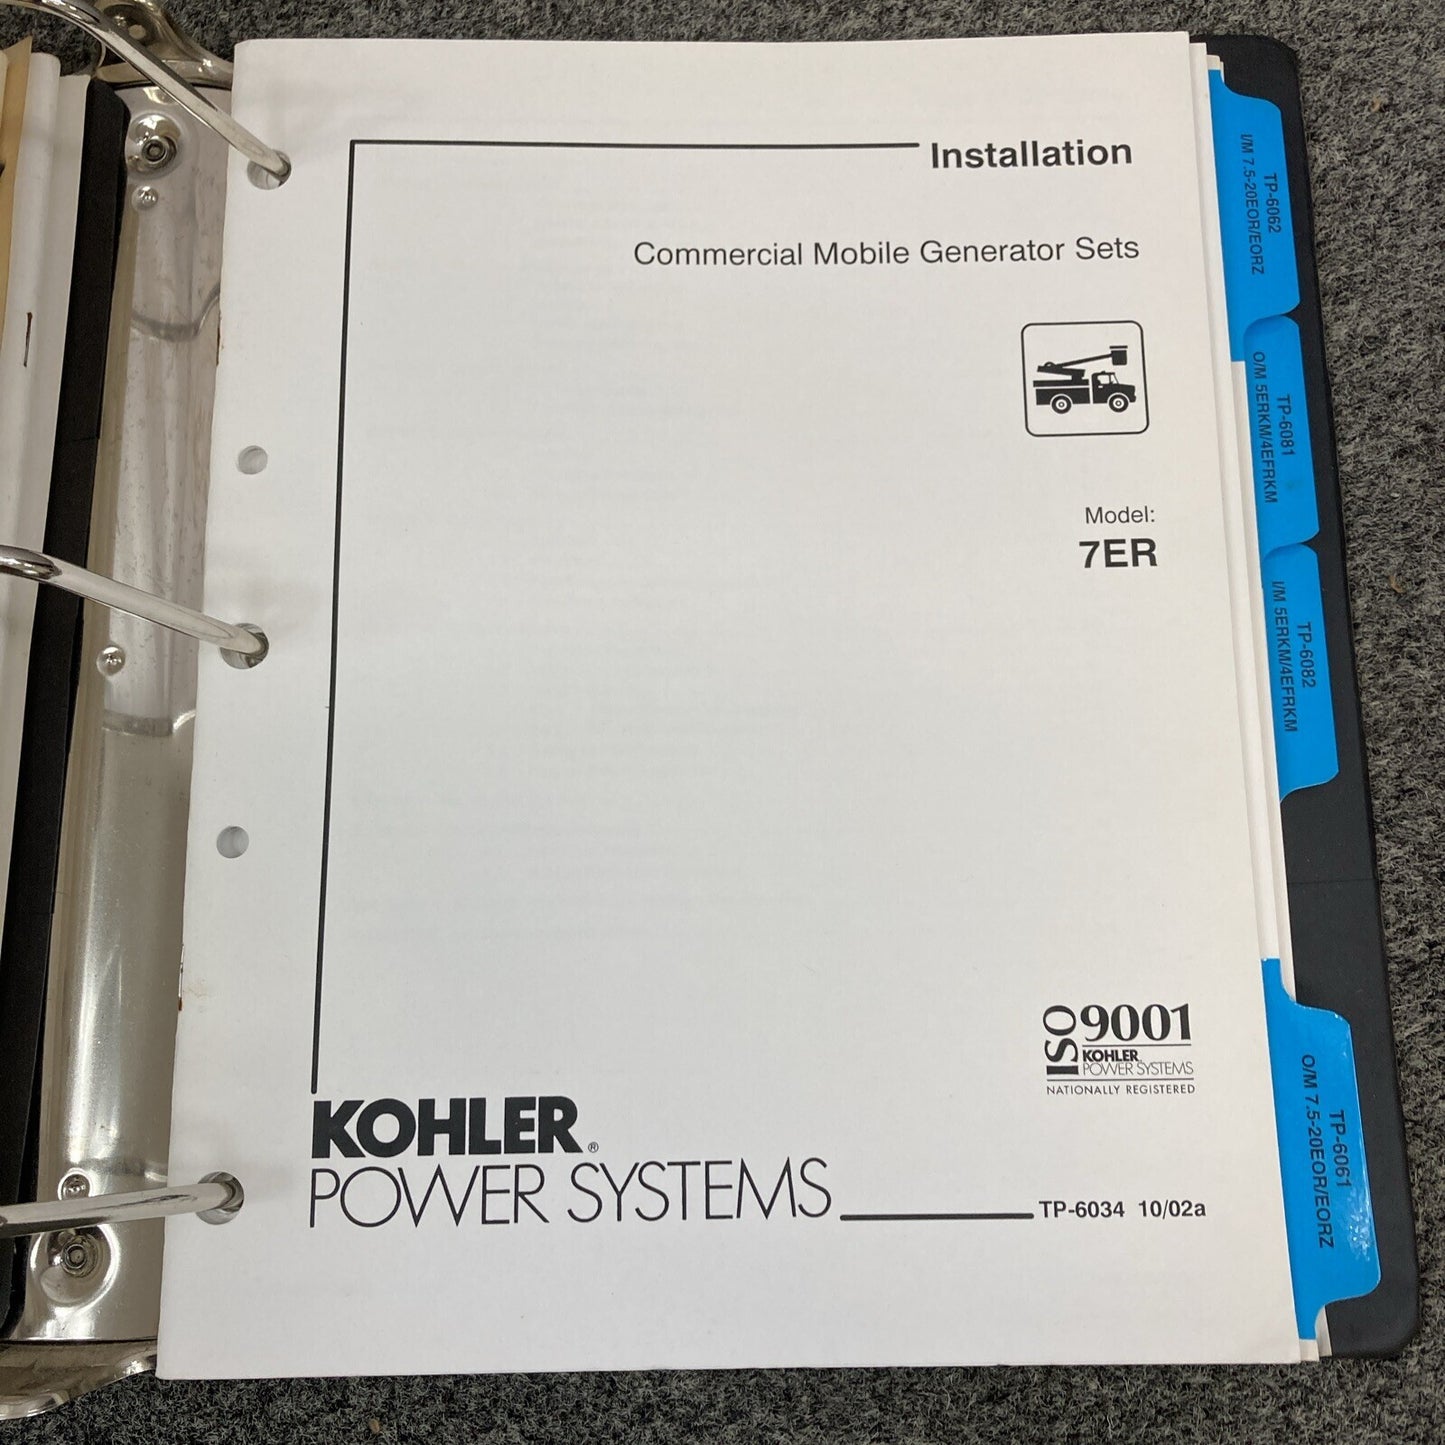 Installation
Commercial Mobile Generator Sets
Model:
7ER
ISO 9001
KOHLER
POWER SYSTEMS
NATIONALLY REGISTERED
KOHLER®
POWER SYSTEMS
TP-6034 10/02a
TP-6062
I/M 7.5-20EOR/EORZ
TP-6081
O/M 5ERKM/4EFRKM
TP-6082
I/M 5ERKM/4EFRKM
TP-6061
O/M 7.5-20EOR/EORZ